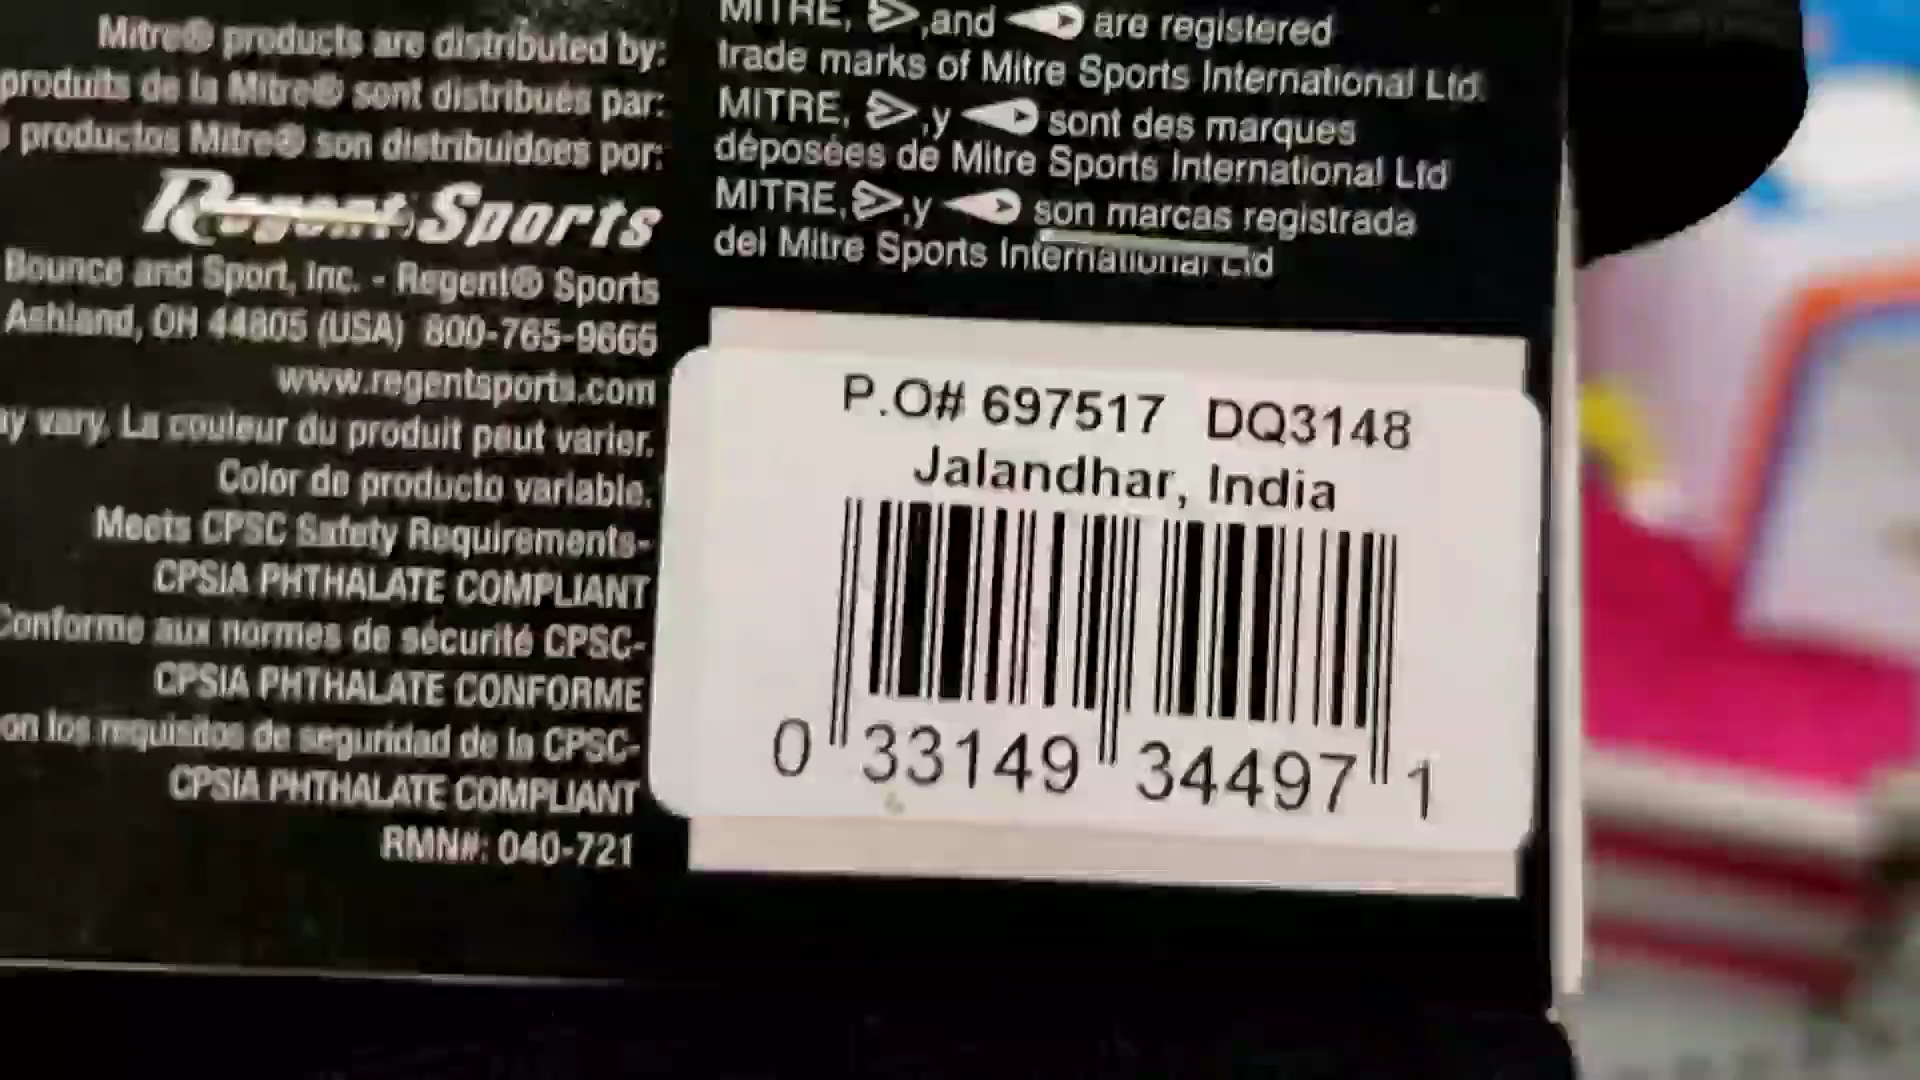 Mitre® products are distributed by:
produits de la Mitre® sont distribués par:
productos Mitre® son distribuidoes por:
Regent Sports
Bounce and Sport, Inc. - Regent® Sports
Ashland, OH 44805 (USA) 800-765-9666
www.regentsports.com
ay vary. La couleur du produit peut varier.
Color de producto variable.
Meets CPSC Safety Requirements-
CPSIA PHTHALATE COMPLIANT
Conforme aux normes de sécurité CPSC-
CPSIA PHTHALATE CONFORME
on los requisitos de seguridad de la CPSC-
CPSIA PHTHALATE COMPLIANT
RMN#: 040-721
MITRE, ,and are registered
trade marks of Mitre Sports International Ltd.
MITRE, ,y sont des marques
déposées de Mitre Sports International Ltd
MITRE, ,y son marcas registrada
del Mitre Sports International Ltd
P.O# 697517 DQ3148
Jalandhar, India
0 33149 34497 1